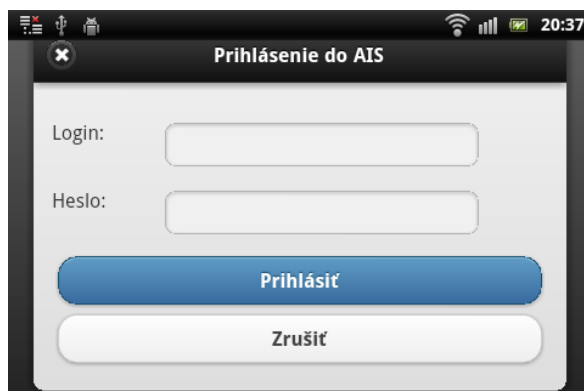 20:37
Prihlásenie do AIS
Login:
Heslo:
Prihlásiť
Zrušiť